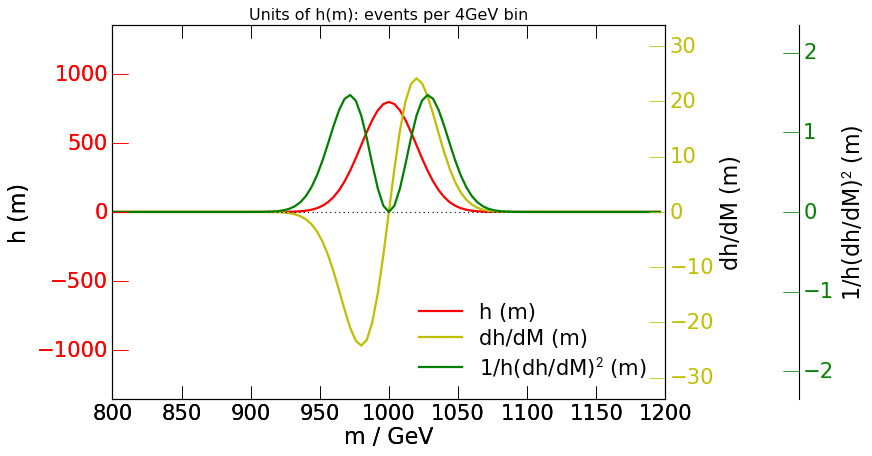 Units of h(m): events per 4GeV bin
1000
500
0
−500
−1000
h (m)
30
20
10
0
−10
−20
−30
dh/dM (m)
2
1
0
−1
−2
1/h(dh/dM)² (m)
h (m)
dh/dM (m)
1/h(dh/dM)² (m)
800 850 900 950 1000 1050 1100 1150 1200
m / GeV